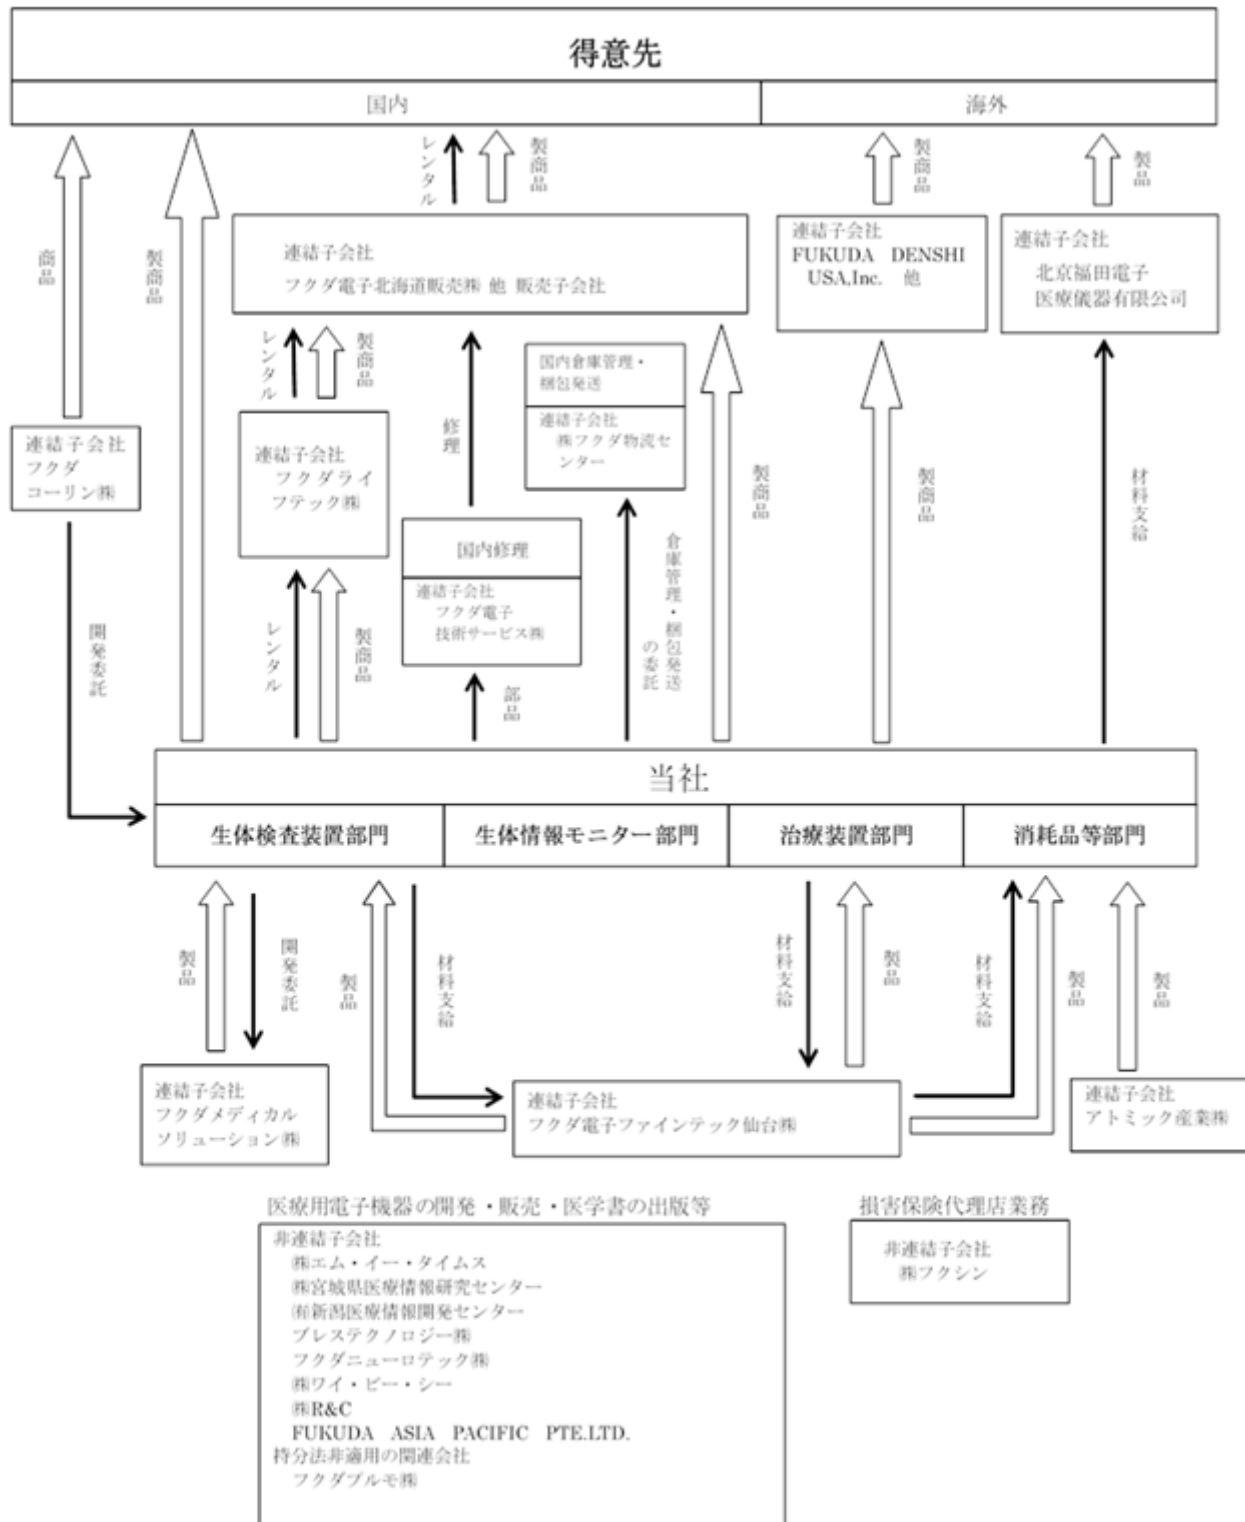 得意先
国内
海外
商品
製商品
レンタル
製商品
製商品
製品
連結子会社
フクダ電子北海道販売㈱ 他 販売子会社
連結子会社
FUKUDA DENSHI
USA,Inc. 他
連結子会社
北京福田電子
医療儀器有限公司
レンタル
製商品
修理
国内倉庫管理・
梱包発送
連結子会社
㈱フクダ物流セ
ンター
製商品
製商品
材料支給
連結子会社
フクダ
コーリン㈱
連結子会社
フクダライ
フテック㈱
国内修理
連結子会社
フクダ電子
技術サービス㈱
開発委託
レンタル
製商品
部品
倉庫管理・梱包発送
の委託
当社
生体検査装置部門
生体情報モニター部門
治療装置部門
消耗品等部門
製品
開発委託
製品
材料支給
材料支給
製品
材料支給
製品
製品
連結子会社
フクダメディカル
ソリューション㈱
連結子会社
フクダ電子ファインテック仙台㈱
連結子会社
アトミック産業㈱
医療用電子機器の開発・販売・医学書の出版等
非連結子会社
㈱エム・イー・タイムス
㈱宮城県医療情報研究センター
㈲新潟医療情報開発センター
ブレステクノロジー㈱
フクダニューロテック㈱
㈱ワイ・ビー・シー
㈱R&C
FUKUDA ASIA PACIFIC PTE.LTD.
持分法非適用の関連会社
フクダプルモ㈱
損害保険代理店業務
非連結子会社
㈱フクシン